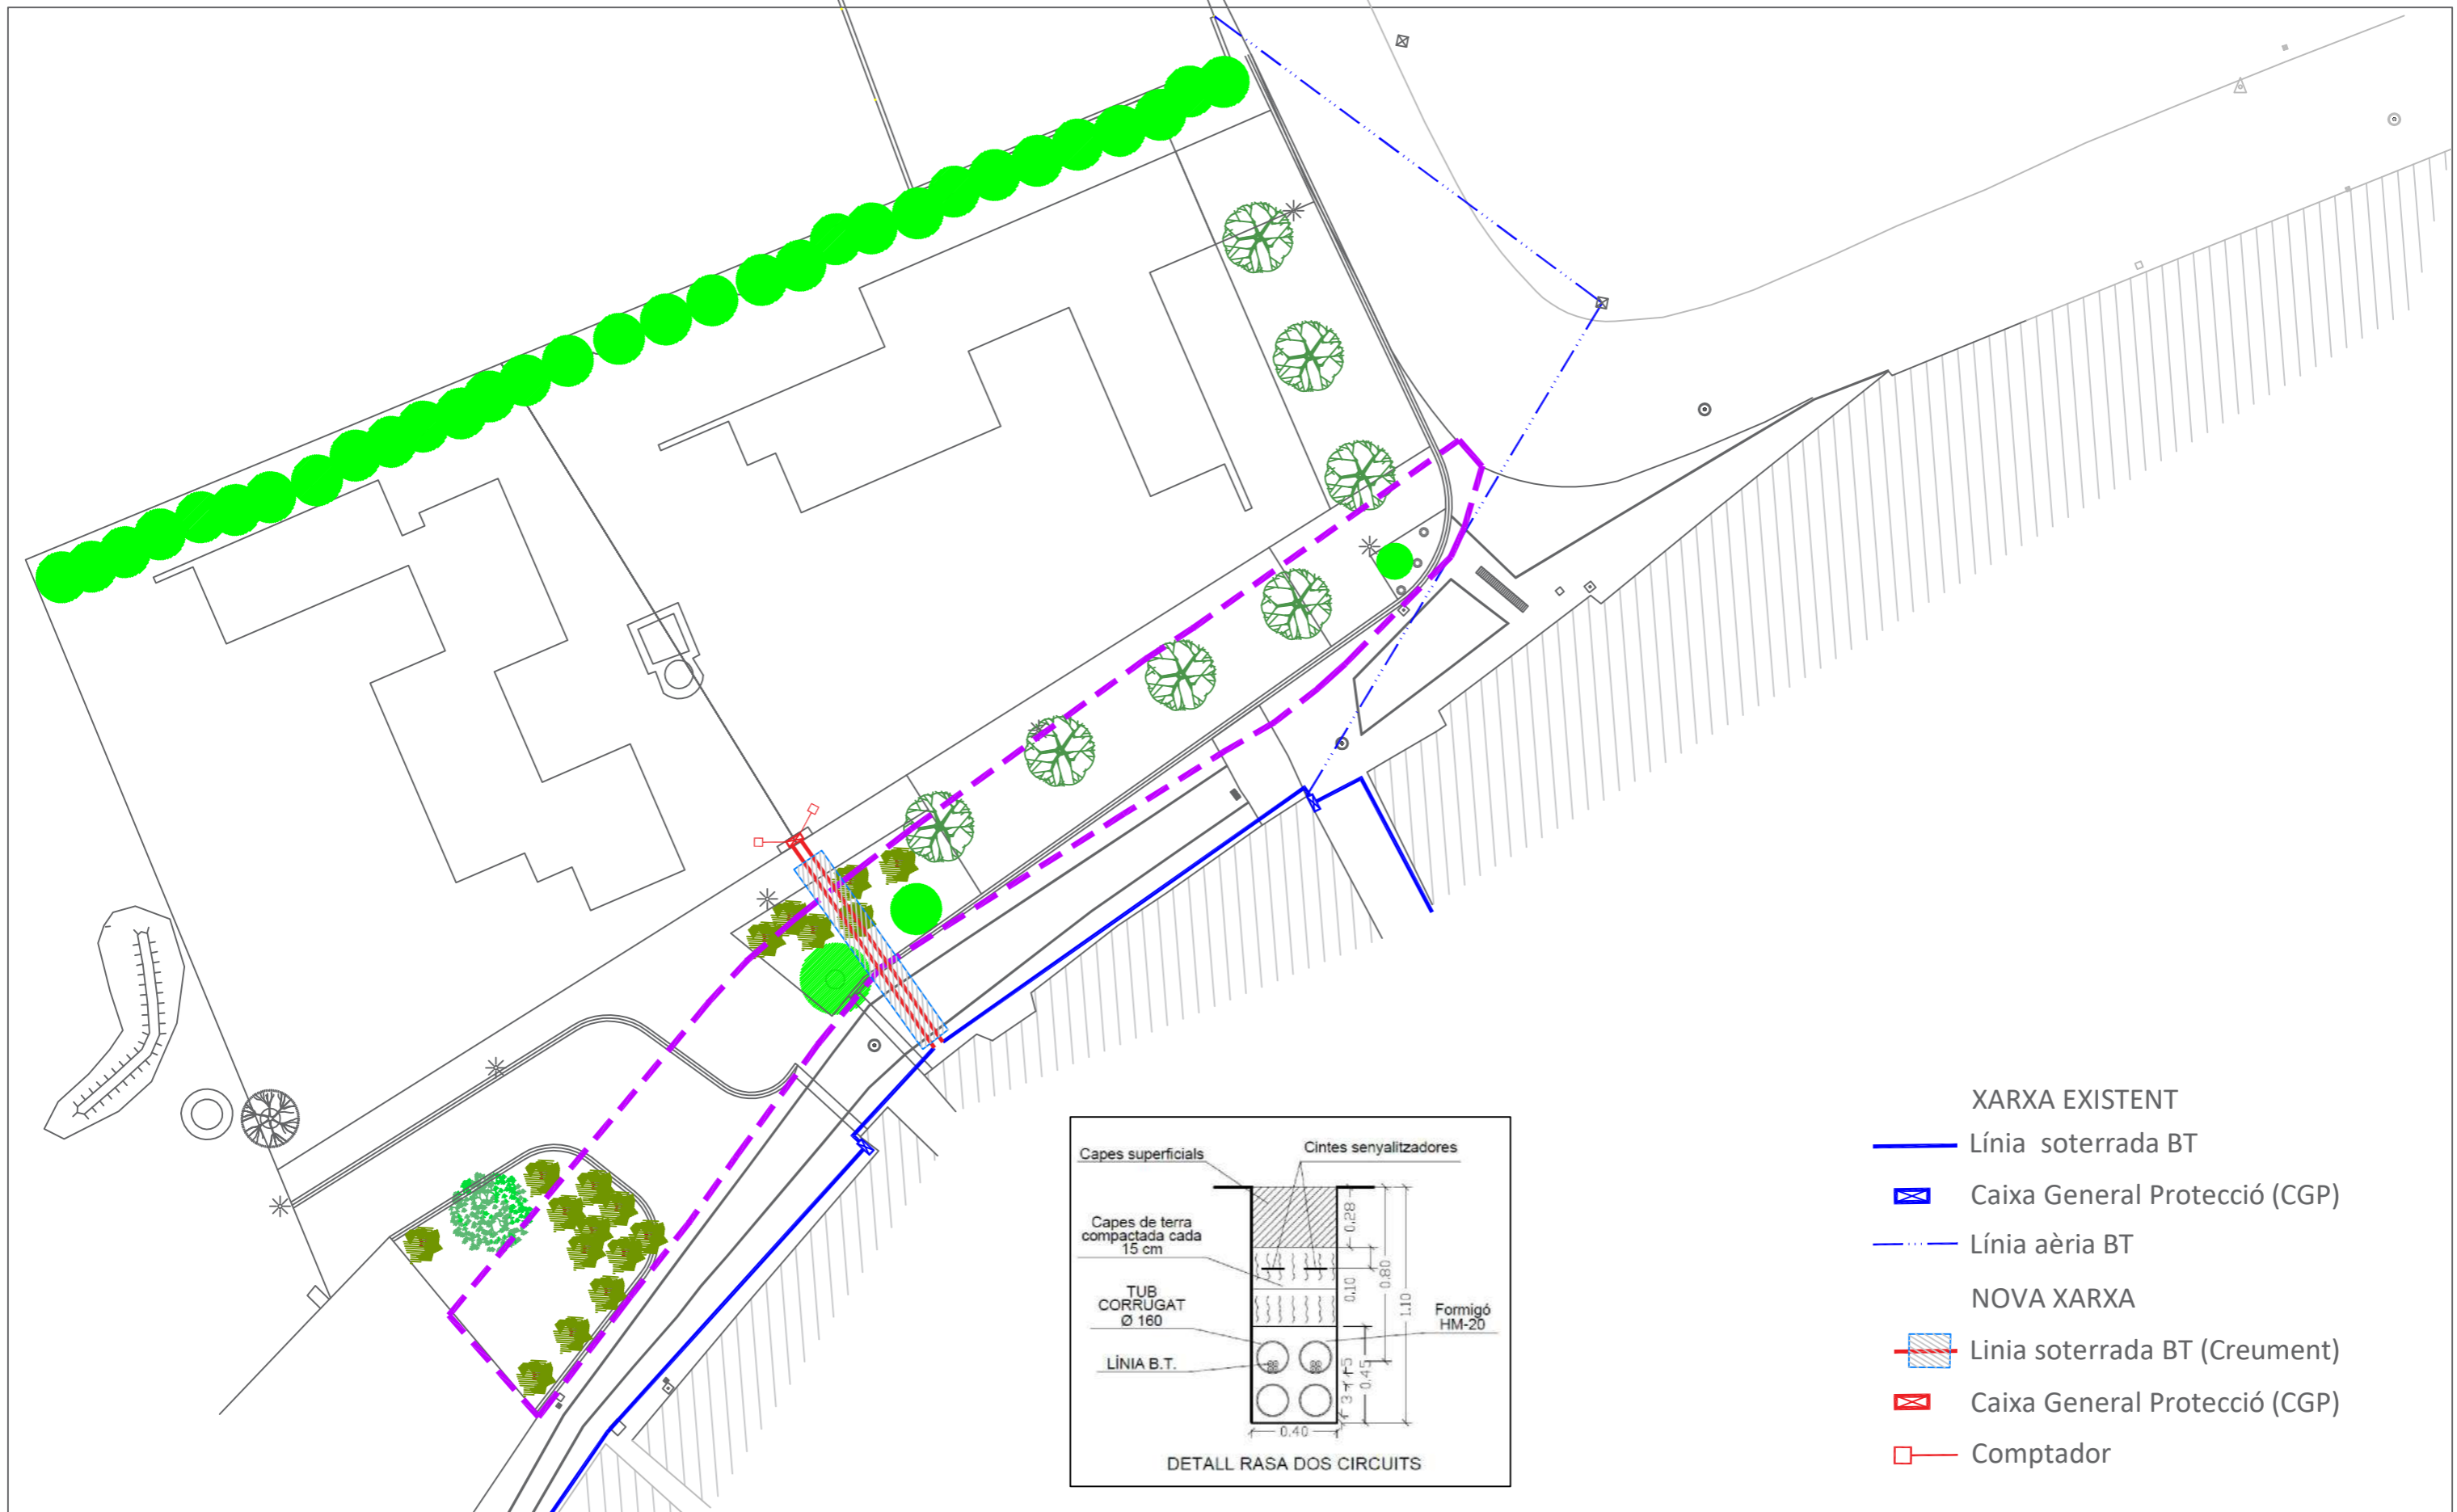 Capes superficials
Cintes senyalitzadores
Capes de terra
compactada cada
15 cm
TUB
CORRUGAT
Ø 160
LÍNIA B.T.
0.28
0.10
0.80
1.10
0.45
Formigó
HM-20
0.40
DETALL RASA DOS CIRCUITS
XARXA EXISTENT
Línia soterrada BT
Caixa General Protecció (CGP)
Línia aèria BT
NOVA XARXA
Linia soterrada BT (Creument)
Caixa General Protecció (CGP)
Comptador